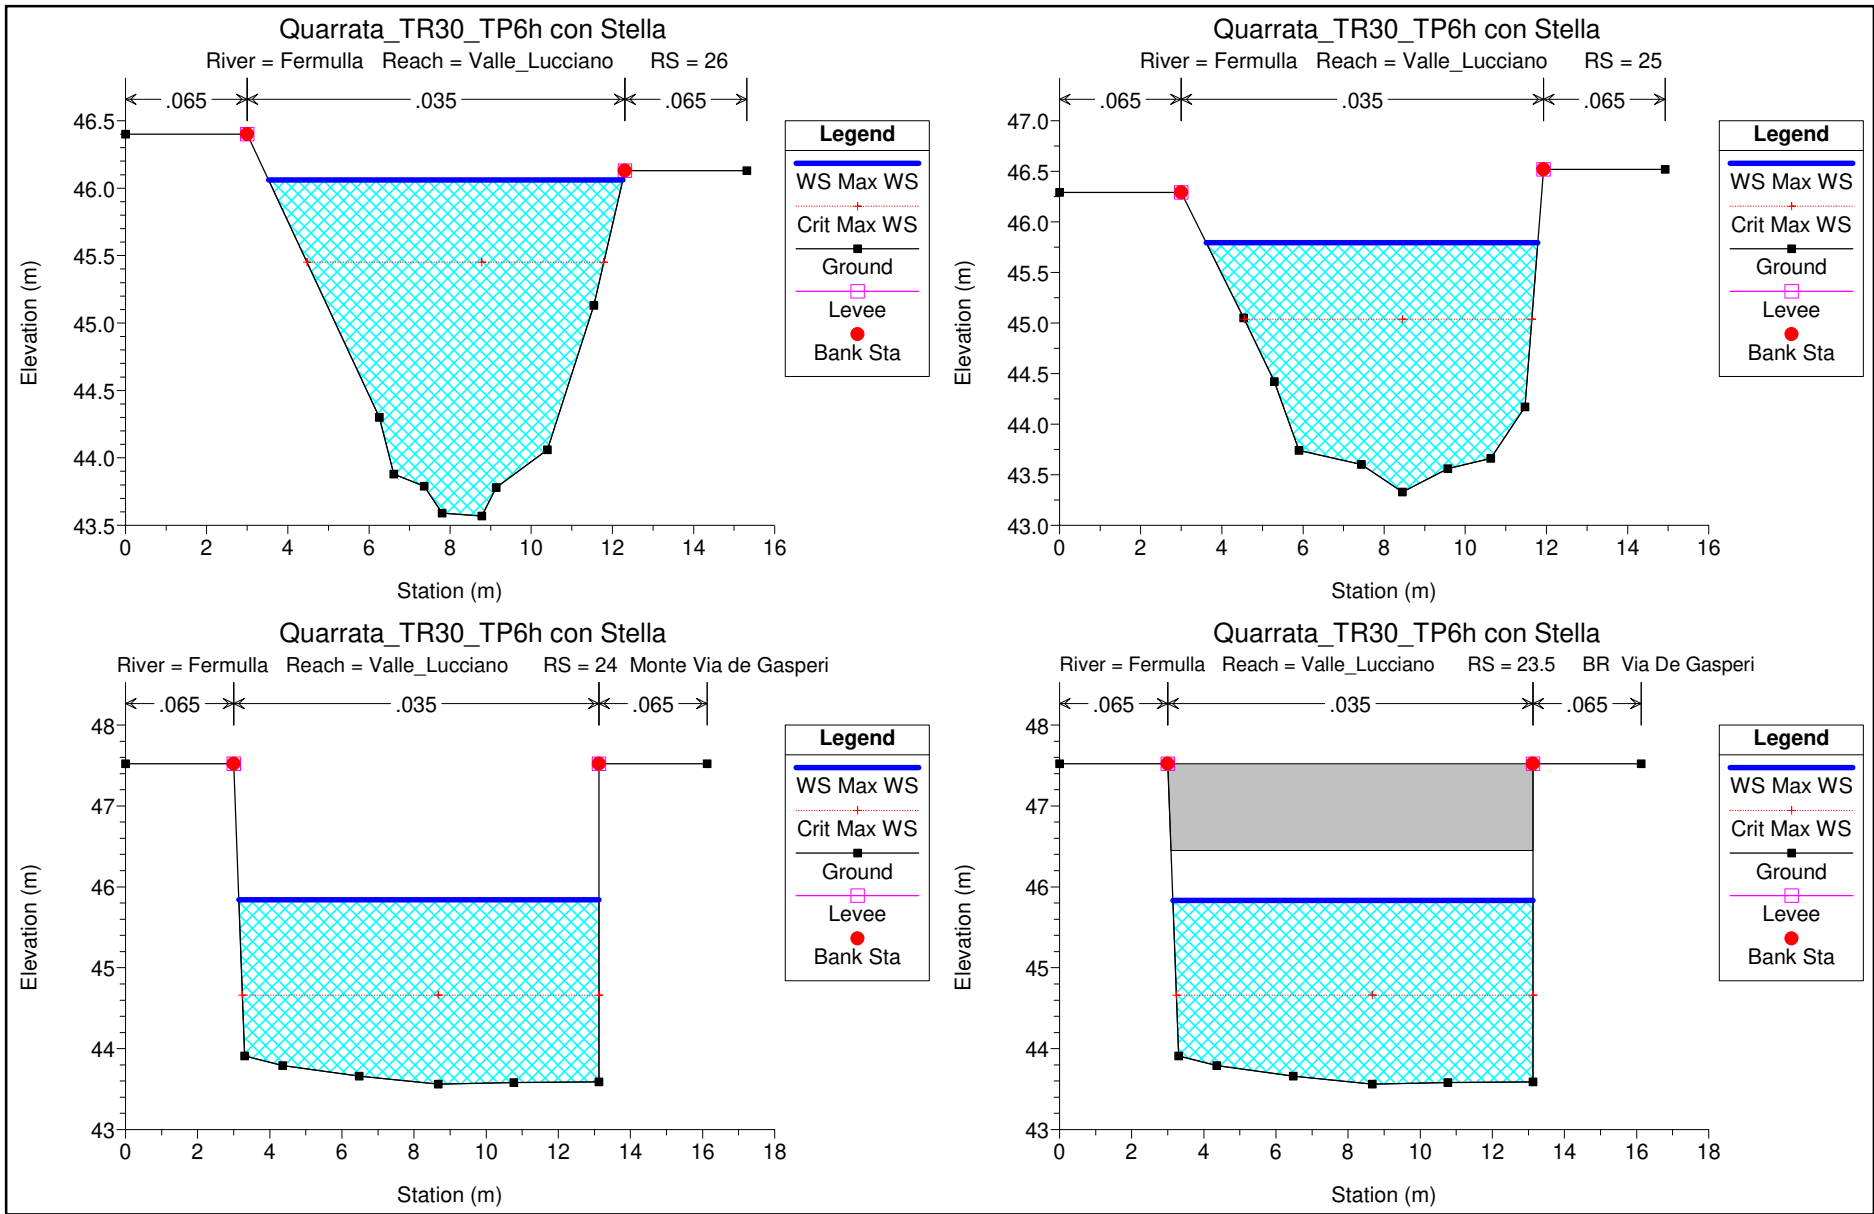 Quarrata_TR30_TP6h con Stella
River = Fermulla Reach = Valle_Lucciano RS = 26
.065 .035 .065
46.5
46.0
45.5
45.0
44.5
44.0
43.5
Elevation (m)
0 2 4 6 8 10 12 14 16
Station (m)
Legend
WS Max WS
Crit Max WS
Ground
Levee
Bank Sta
Quarrata_TR30_TP6h con Stella
River = Fermulla Reach = Valle_Lucciano RS = 25
.065 .035 .065
47.0
46.5
46.0
45.5
45.0
44.5
44.0
43.5
43.0
Elevation (m)
0 2 4 6 8 10 12 14 16
Station (m)
Legend
WS Max WS
Crit Max WS
Ground
Levee
Bank Sta
Quarrata_TR30_TP6h con Stella
River = Fermulla Reach = Valle_Lucciano RS = 24 Monte Via de Gasperi
.065 .035 .065
48
47
46
45
44
43
Elevation (m)
0 2 4 6 8 10 12 14 16 18
Station (m)
Legend
WS Max WS
Crit Max WS
Ground
Levee
Bank Sta
Quarrata_TR30_TP6h con Stella
River = Fermulla Reach = Valle_Lucciano RS = 23.5 BR Via De Gasperi
.065 .035 .065
48
47
46
45
44
43
Elevation (m)
0 2 4 6 8 10 12 14 16 18
Station (m)
Legend
WS Max WS
Crit Max WS
Ground
Levee
Bank Sta